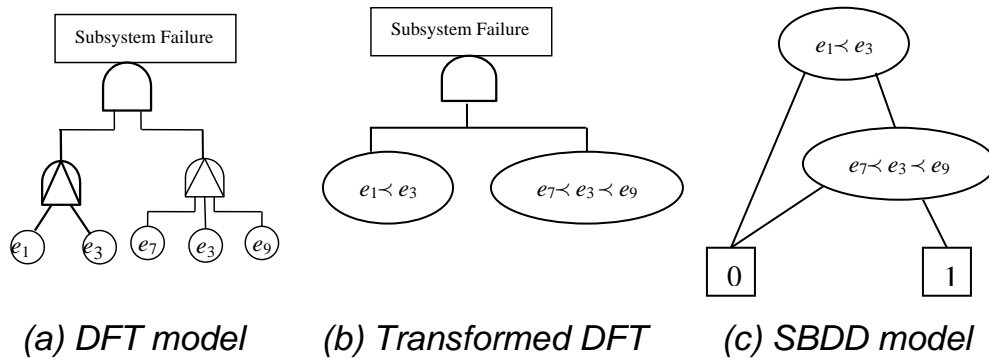 Subsystem Failure
e₁
e₃
e₇
e₃
e₉
(a) DFT model
Subsystem Failure
e₁≺ e₃
e₇≺ e₃ ≺ e₉
(b) Transformed DFT
e₁≺ e₃
e₇≺ e₃ ≺ e₉
0
1
(c) SBDD model